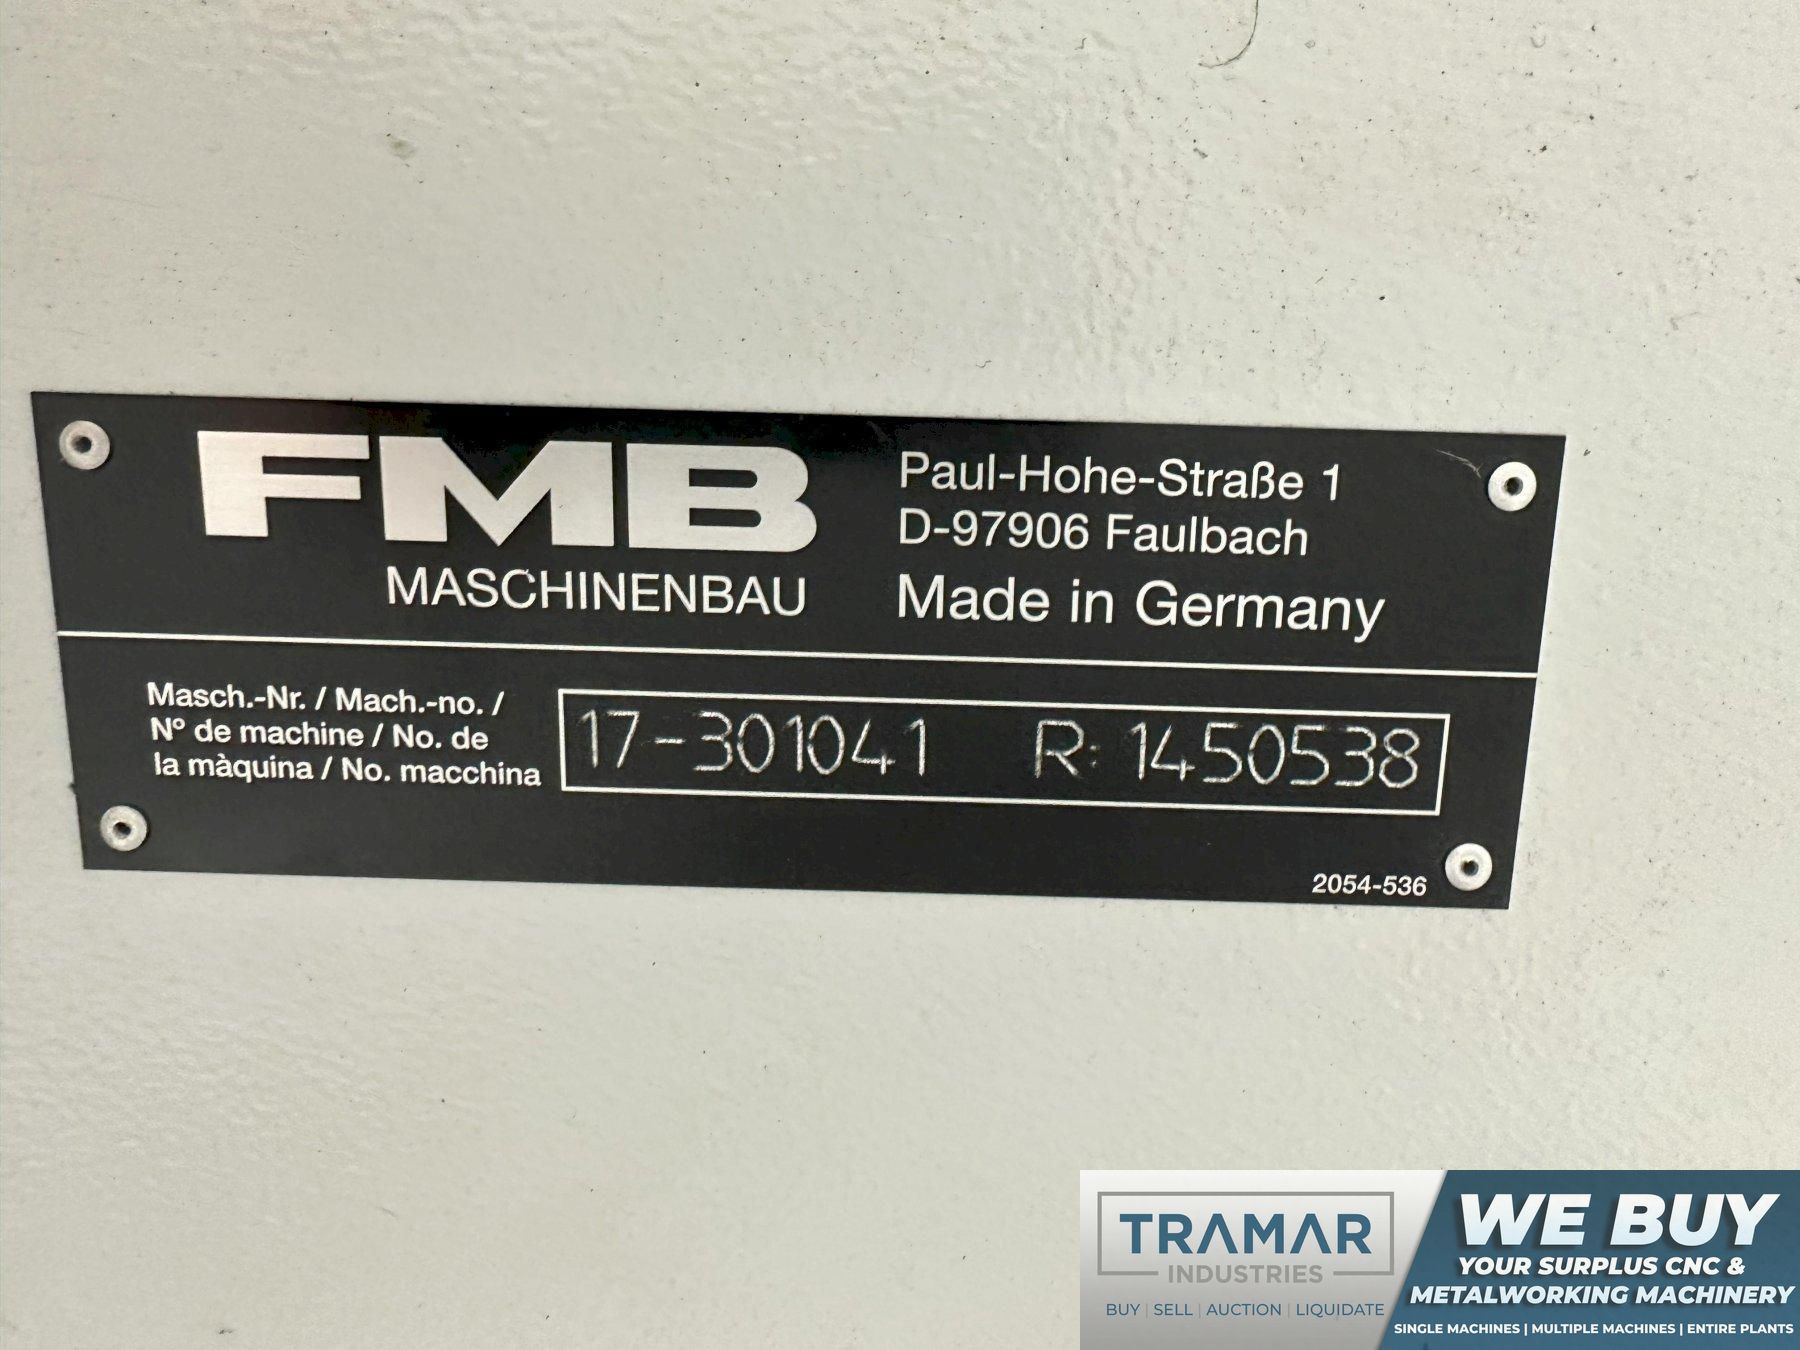 FMB
MASCHINENBAU
Paul-Hohe-Straße 1
D-97906 Faulbach
Made in Germany
Masch.-Nr. / Mach.-no. /
Nº de machine / No. de
la màquina / No. macchina
17-301041 R: 1450538
2054-536
TRAMAR
INDUSTRIES
BUY | SELL | AUCTION | LIQUIDATE
WE BUY
YOUR SURPLUS CNC &
METALWORKING MACHINERY
SINGLE MACHINES | MULTIPLE MACHINES | ENTIRE PLANTS